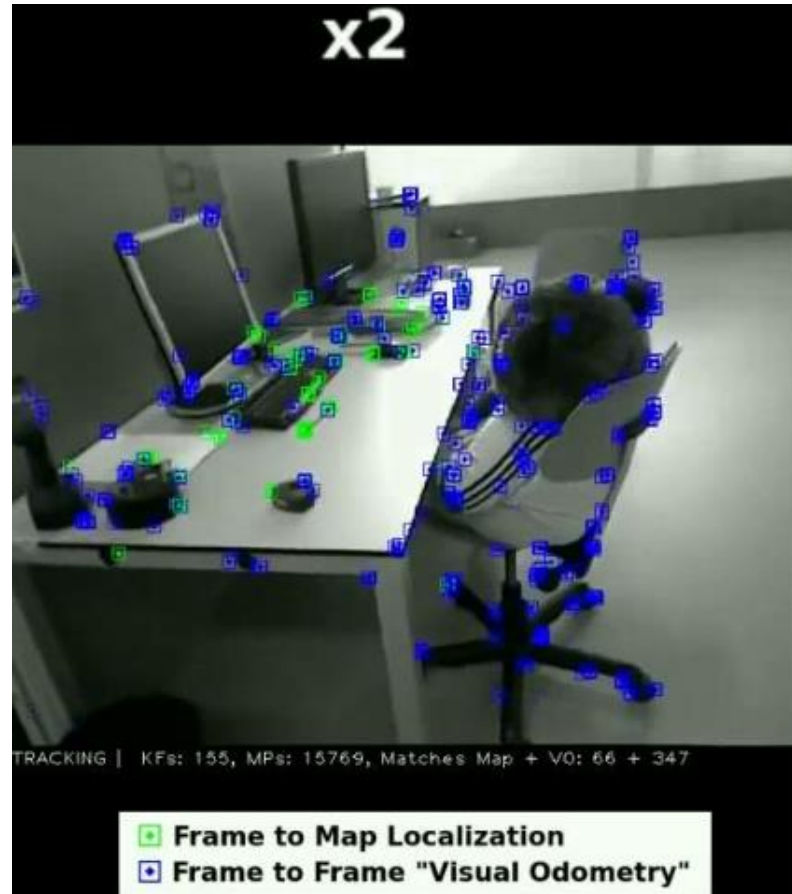 x2
TRACKING | KFs: 155, MPs: 15769, Matches Map + VO: 66 + 347
Frame to Map Localization
Frame to Frame "Visual Odometry"